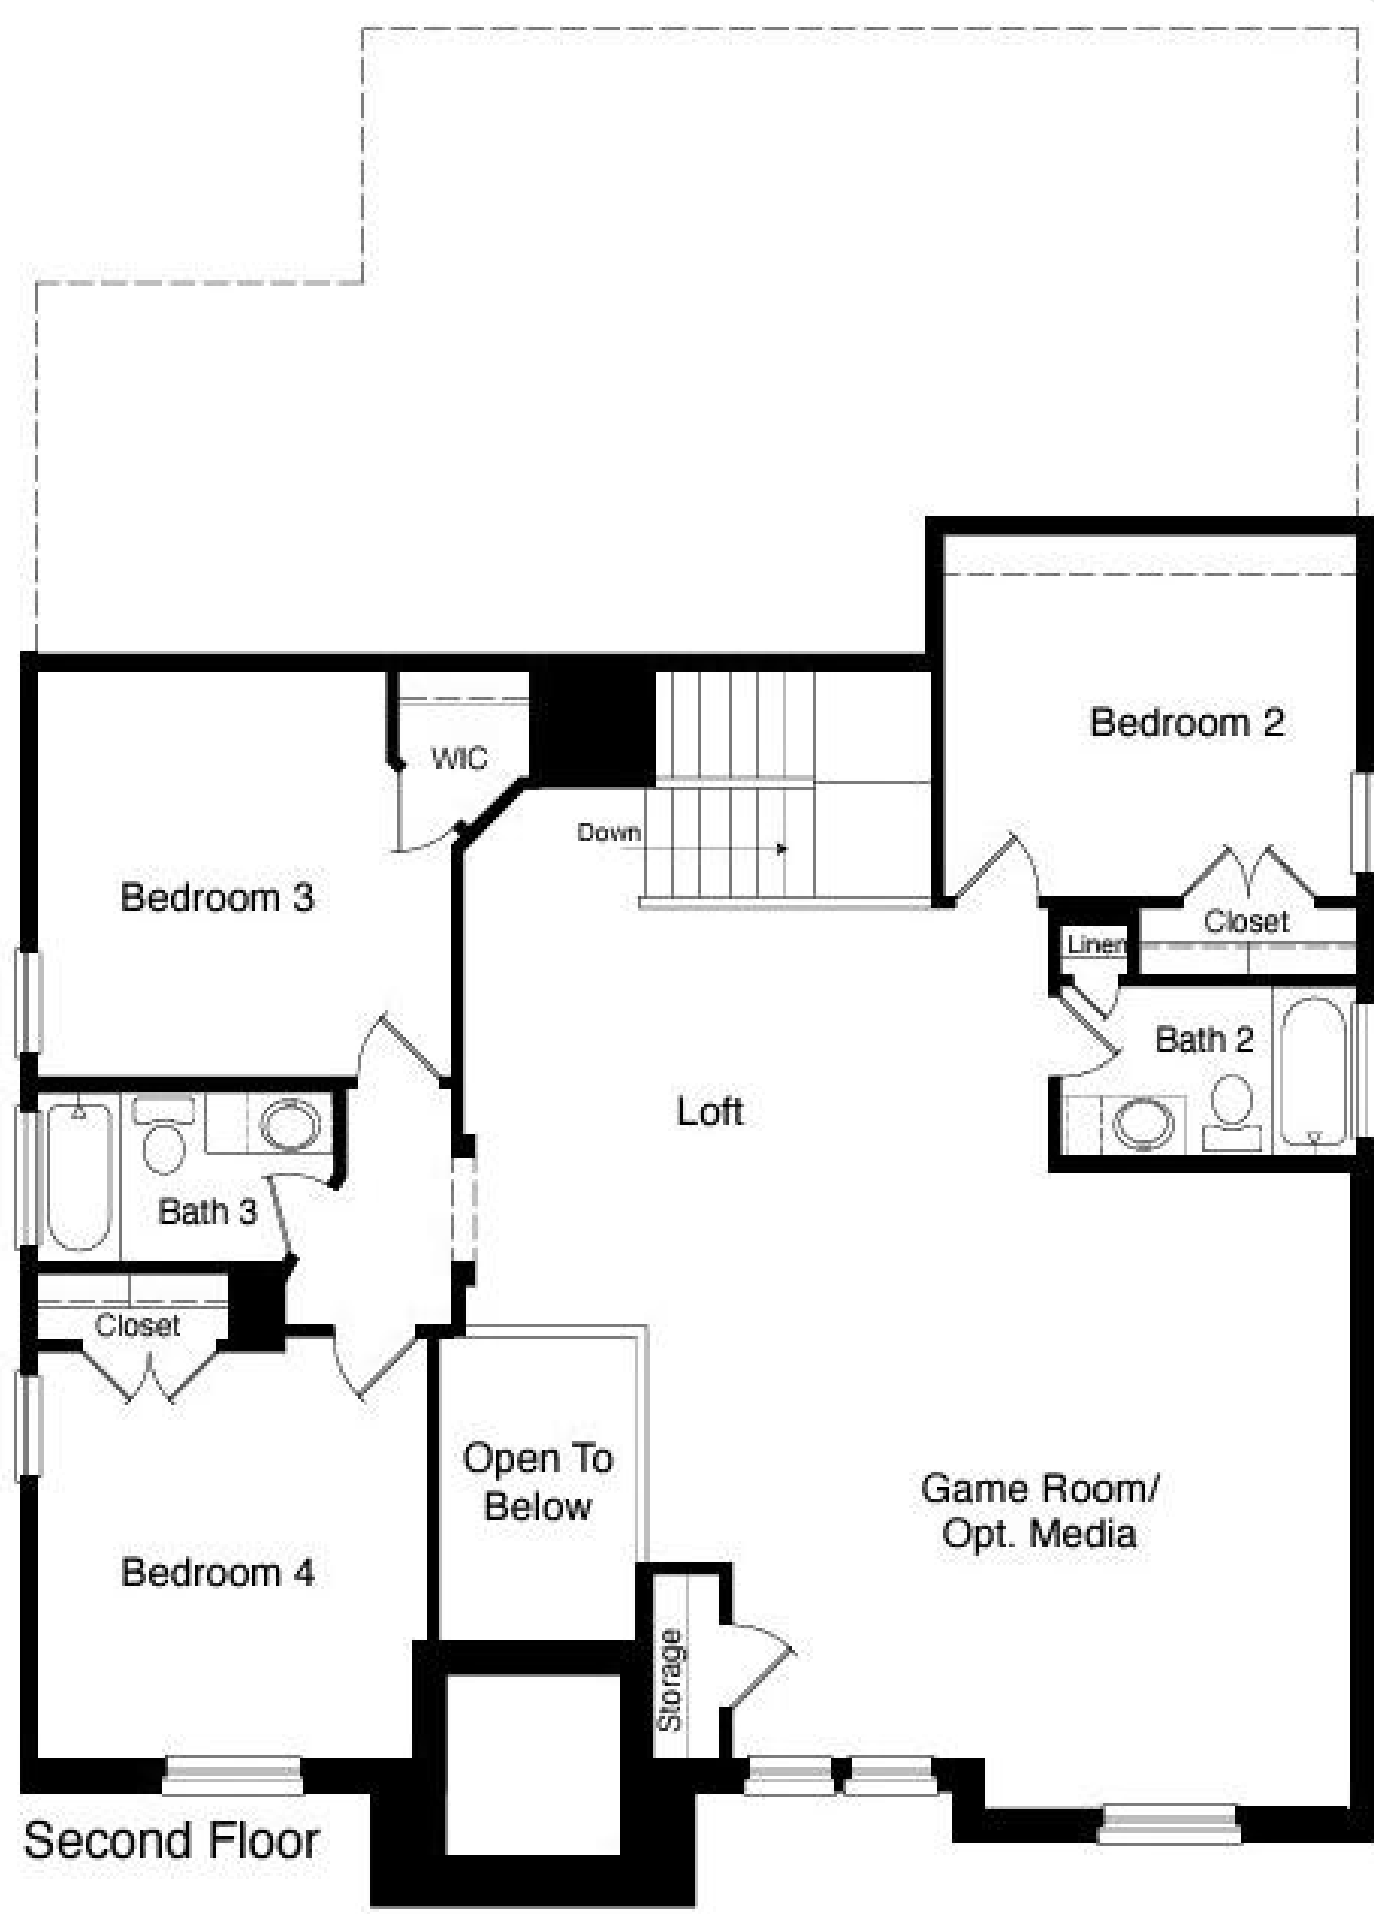 Bedroom 2
WIC
Down
Bedroom 3
Closet
Linen
Bath 2
Loft
Bath 3
Closet
Open To
Below
Game Room/
Opt. Media
Bedroom 4
Storage
Second Floor